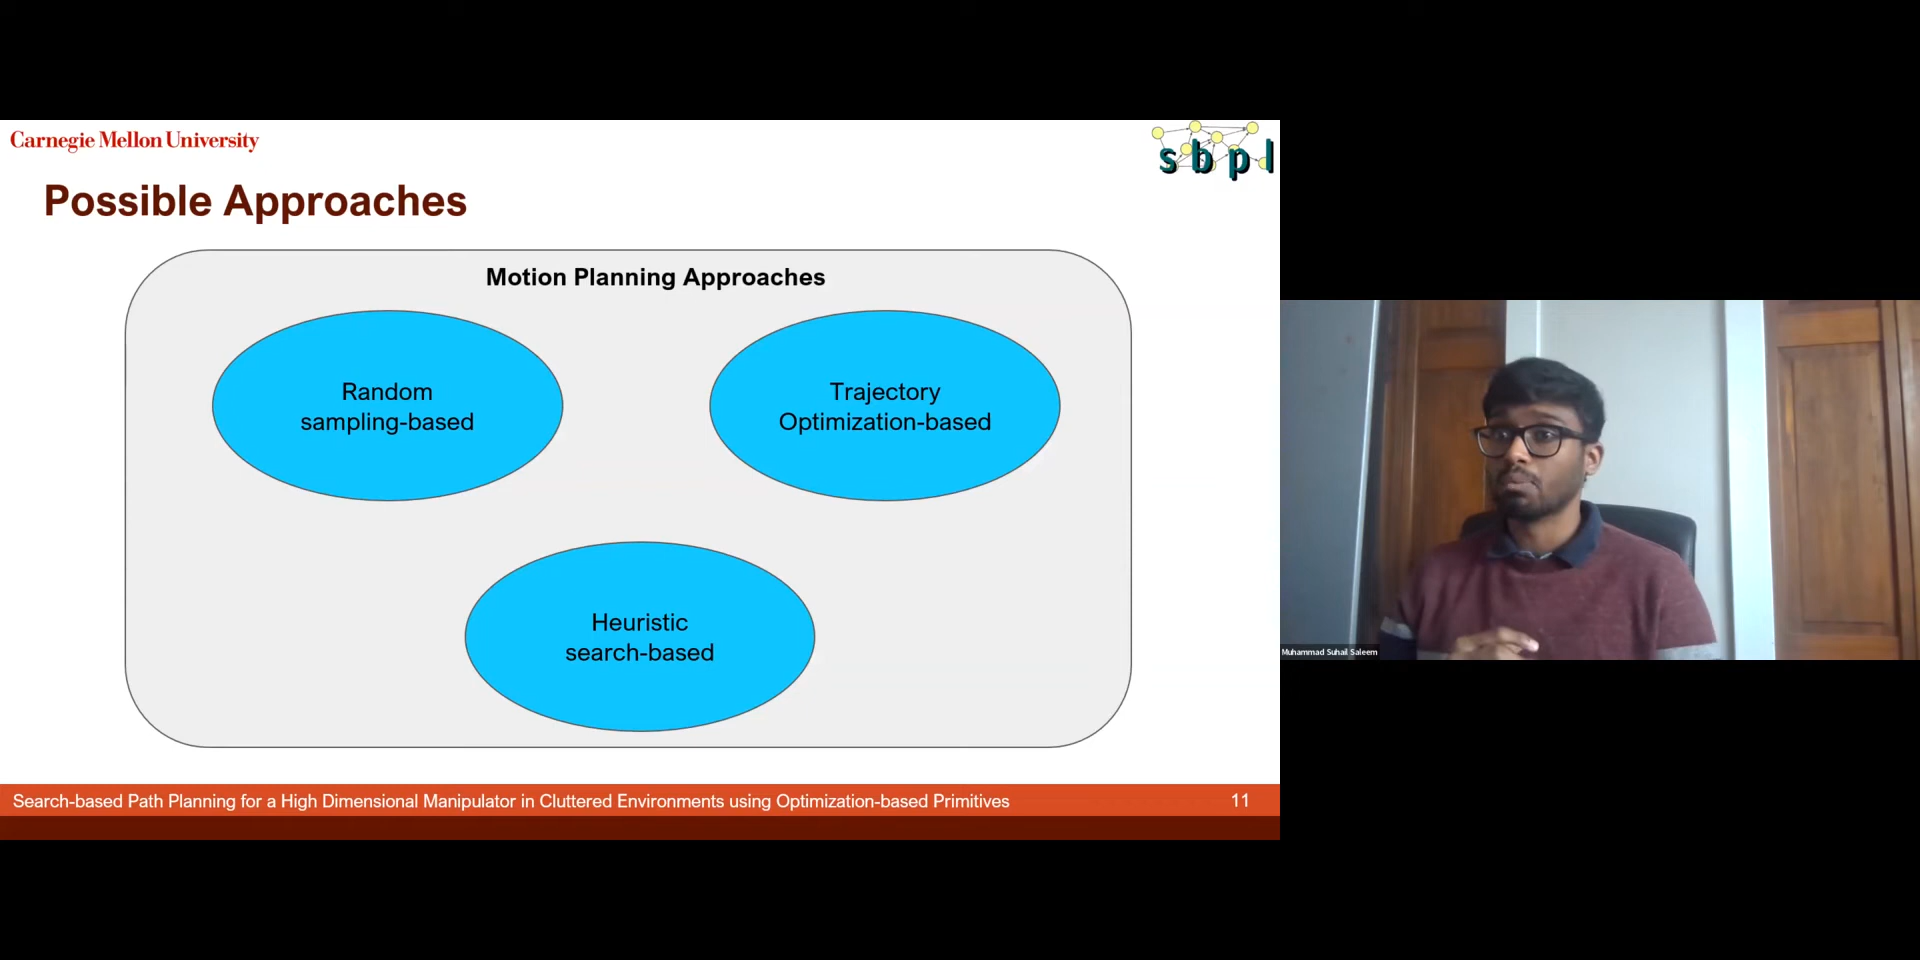 Carnegie Mellon University
sbpl
Possible Approaches
Motion Planning Approaches
Random
sampling-based
Trajectory
Optimization-based
Heuristic
search-based
Muhammad Suhail Saleem
Search-based Path Planning for a High Dimensional Manipulator in Cluttered Environments using Optimization-based Primitives
11